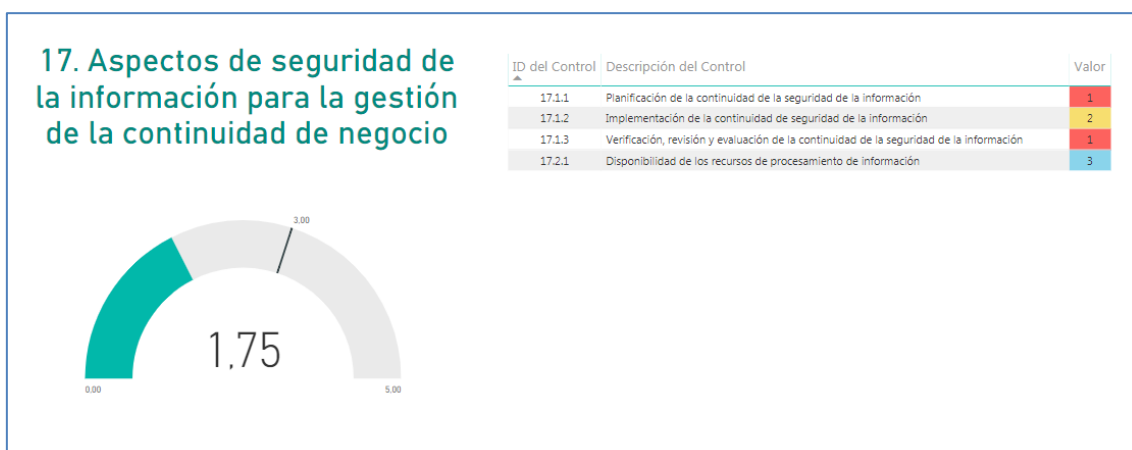 17. Aspectos de seguridad de
la información para la gestión
de la continuidad de negocio
ID del Control Descripción del Control Valor
17.1.1 Planificación de la continuidad de la seguridad de la información 1
17.1.2 Implementación de la continuidad de seguridad de la información 2
17.1.3 Verificación, revisión y evaluación de la continuidad de la seguridad de la información 1
17.2.1 Disponibilidad de los recursos de procesamiento de información 3
3.00
1,75
0.00 5.00